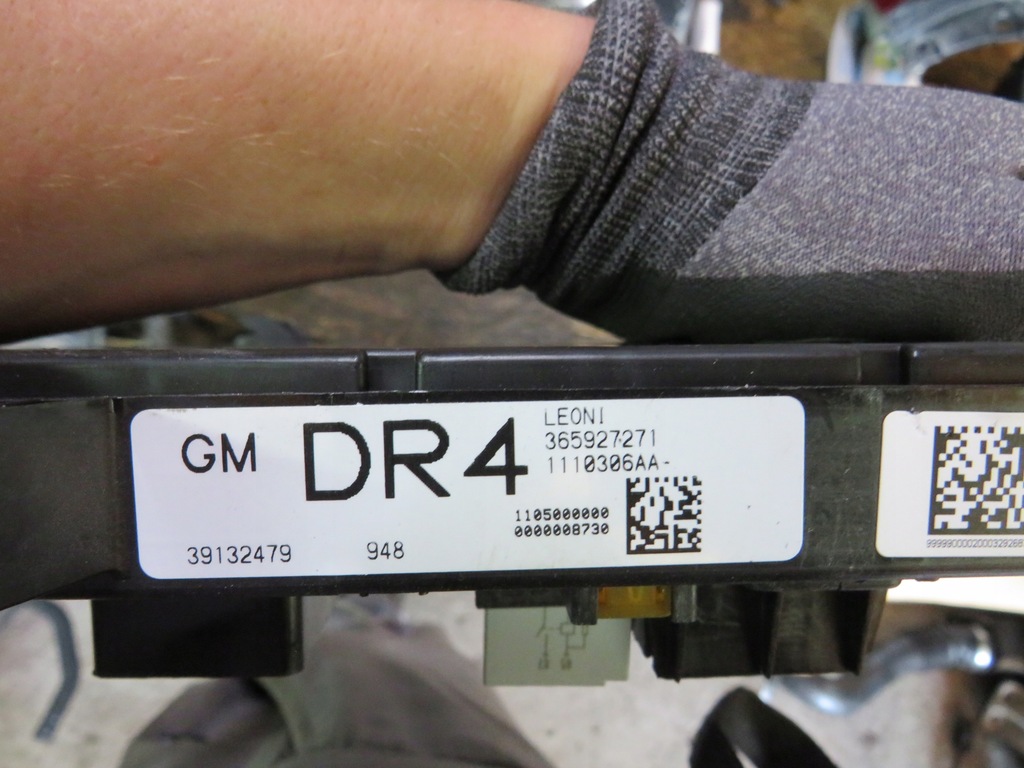 GM DR4
LEONI
365927271
1110306AA-
1105000000
0000008730
39132479 948